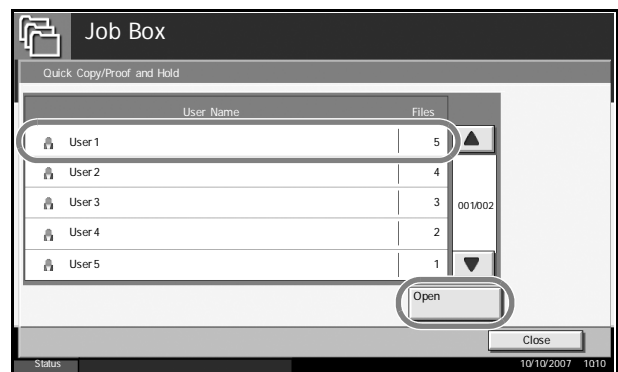 Job Box
Quick Copy/Proof and Hold
User Name Files
User 1 5
User 2 4
User 3 3
User 4 2
User 5 1
001/002
Open
Close
Status 10/10/2007 10:10